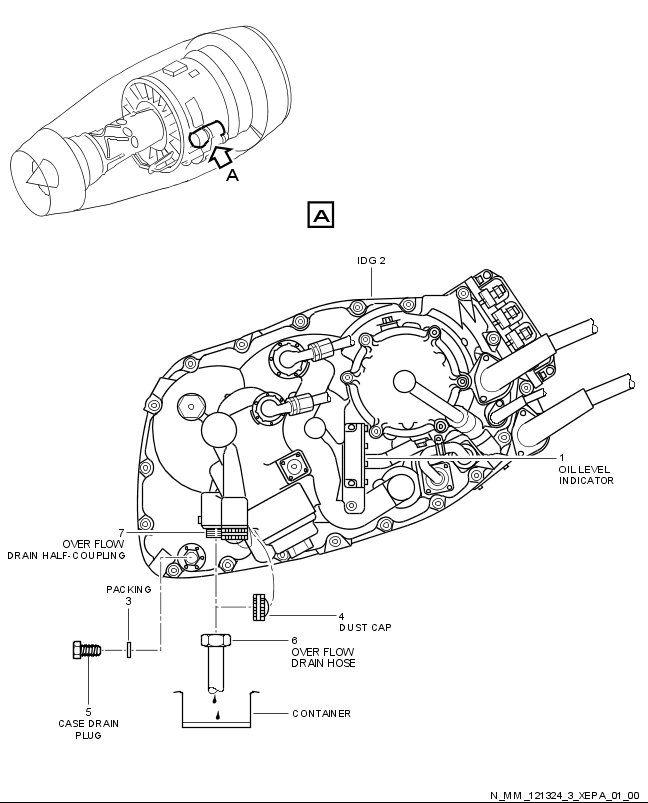 A
A
IDG 2
1
OIL LEVEL
INDICATOR
7
OVER FLOW
DRAIN HALF-COUPLING
PACKING
3
4
DUST CAP
6
OVER FLOW
DRAIN HOSE
5
CASE DRAIN
PLUG
CONTAINER
N_MM_121324_3_XEPA_01_00